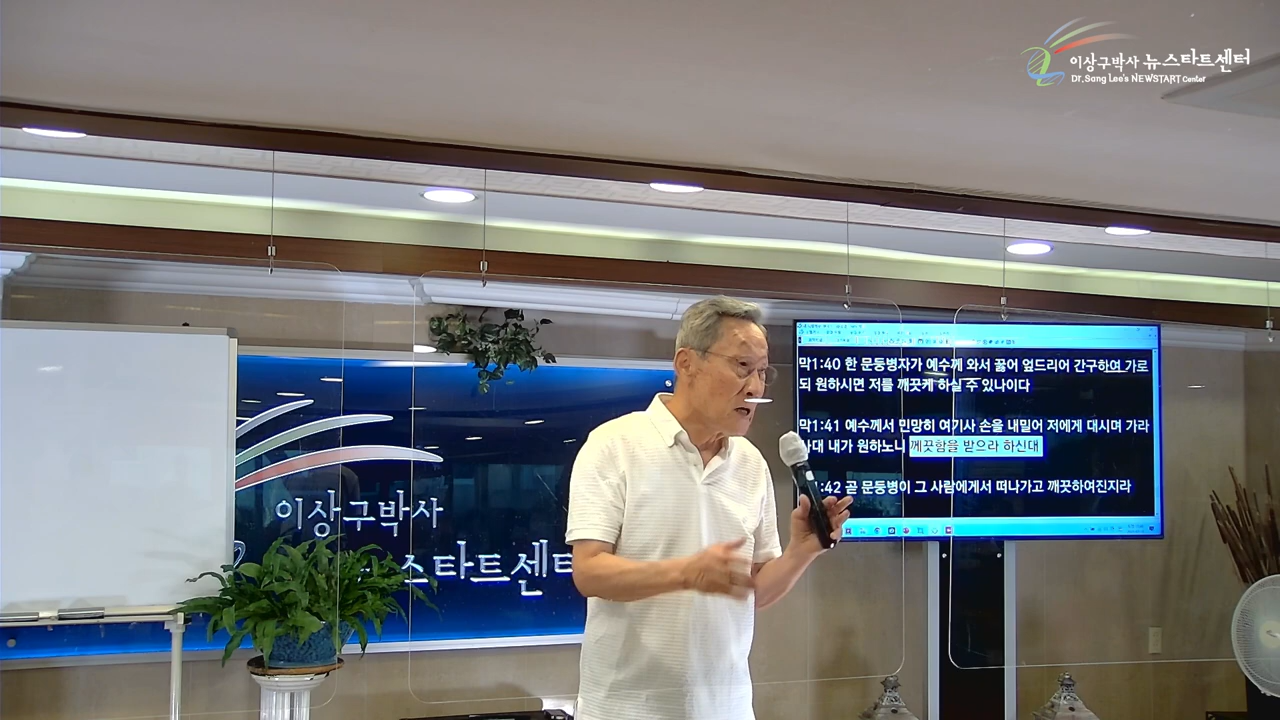 이상구박사 뉴스타트센터
Dr. Sang Lee's NEWSTART Center
막1:40 한 문둥병자가 예수께 와서 꿇어 엎드리어 간구하여 가로
되 원하시면 저를 깨끗케 하실 수 있나이다
막1:41 예수께서 민망히 여기사 손을 내밀어 저에게 대시며 가라
사대 내가 원하노니 께끗함을 받으라 하신대
1:42 곧 문둥병이 그 사람에게서 떠나가고 깨끗하여진지라
이상구박사
스타트센터